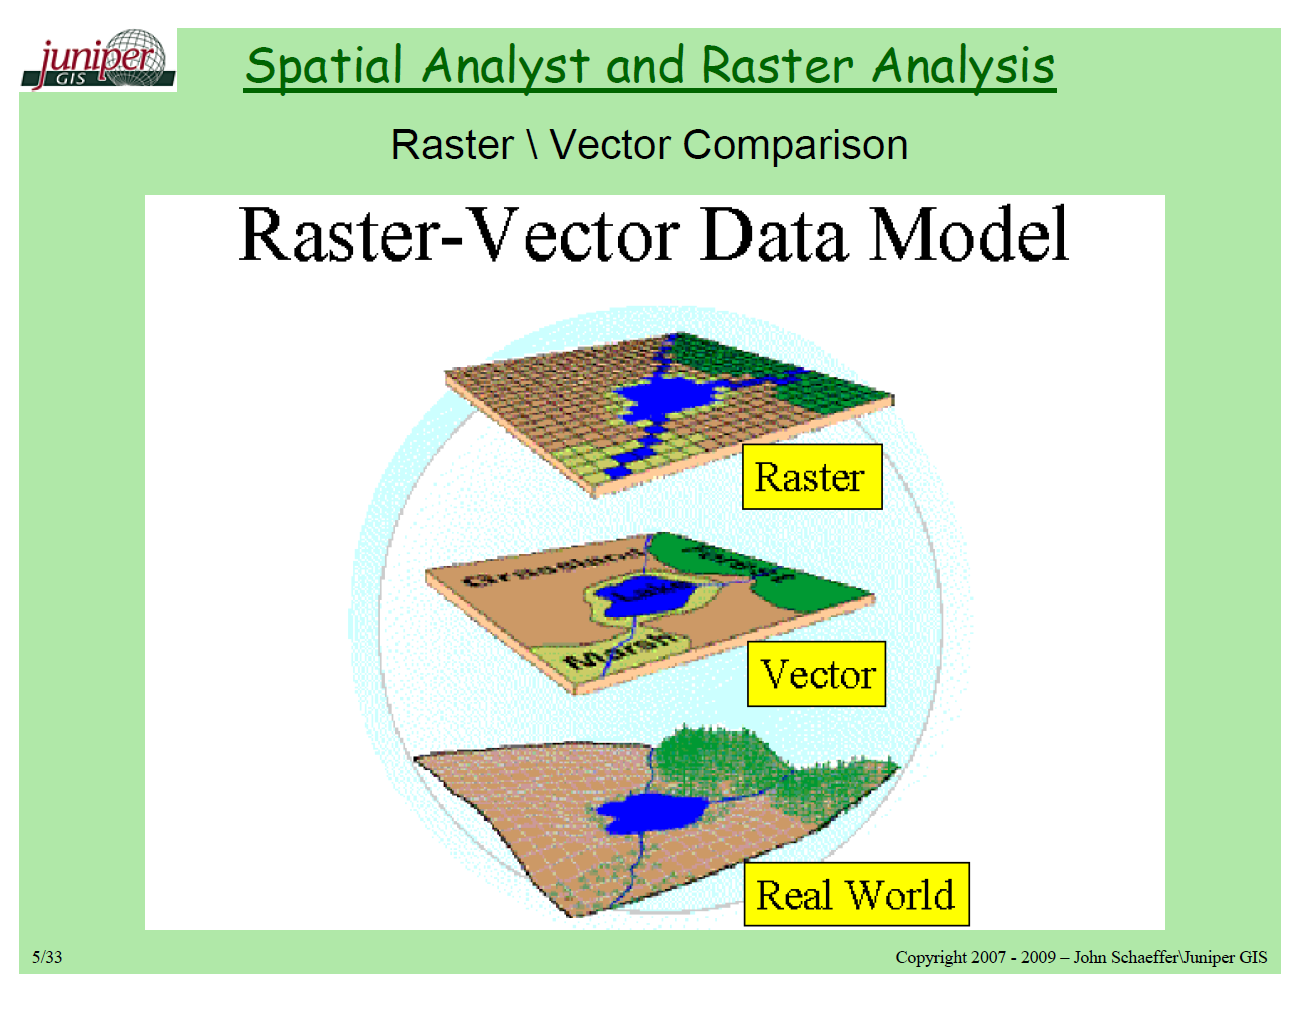 juniper
GIS
Spatial Analyst and Raster Analysis
Raster \ Vector Comparison
Raster-Vector Data Model
Raster
Grassland
Lake
Marsh
Vector
Real World
5/33
Copyright 2007 - 2009 – John Schaeffer\Juniper GIS